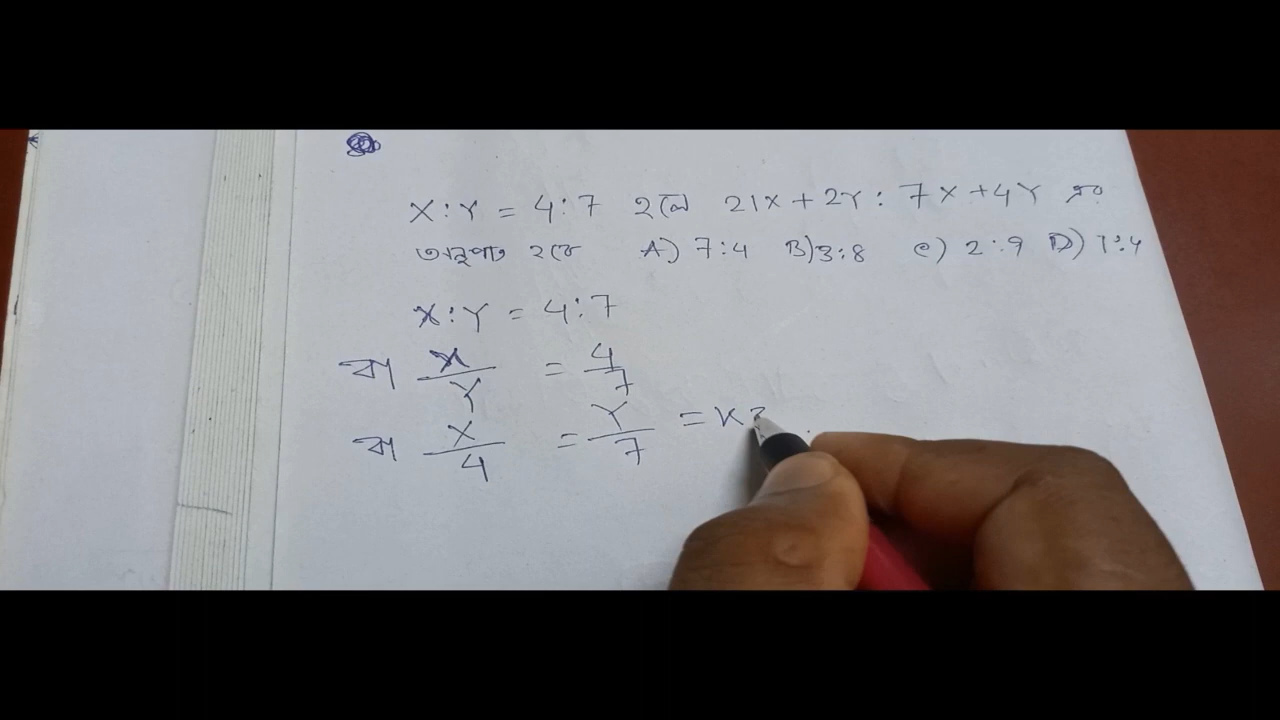 X:Y = 4:7 হলে 21X+2Y : 7X+4Y এর
অনুপাত হবে A) 7:4 B) 3:8 C) 2:9 D) 7:4
X:Y = 4:7
বা X/Y = 4/7
বা X/4 = Y/7 = K